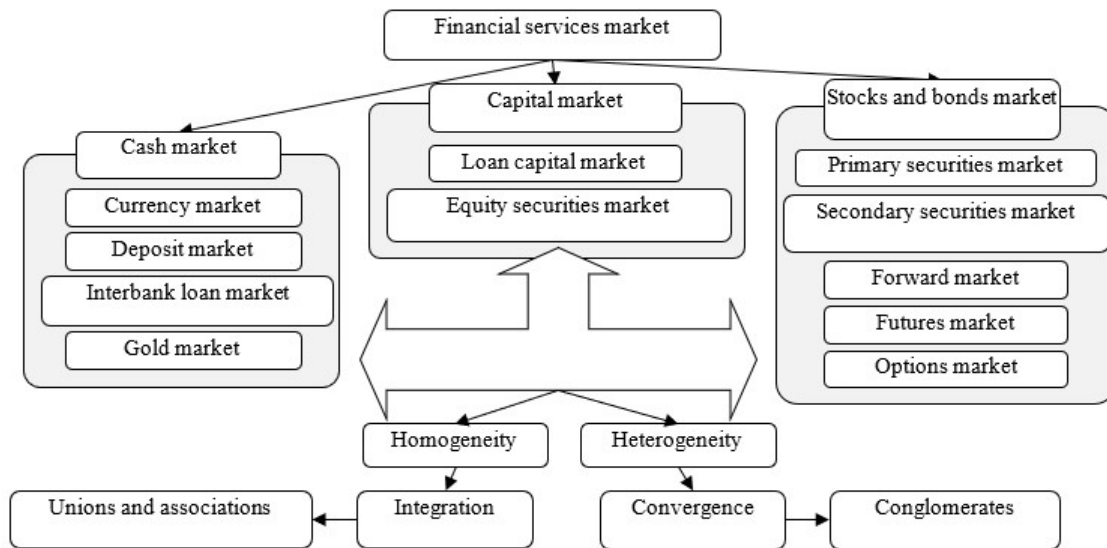 Financial services market
Cash market
Currency market
Deposit market
Interbank loan market
Gold market
Capital market
Loan capital market
Equity securities market
Stocks and bonds market
Primary securities market
Secondary securities market
Forward market
Futures market
Options market
Homogeneity
Heterogeneity
Unions and associations
Integration
Convergence
Conglomerates